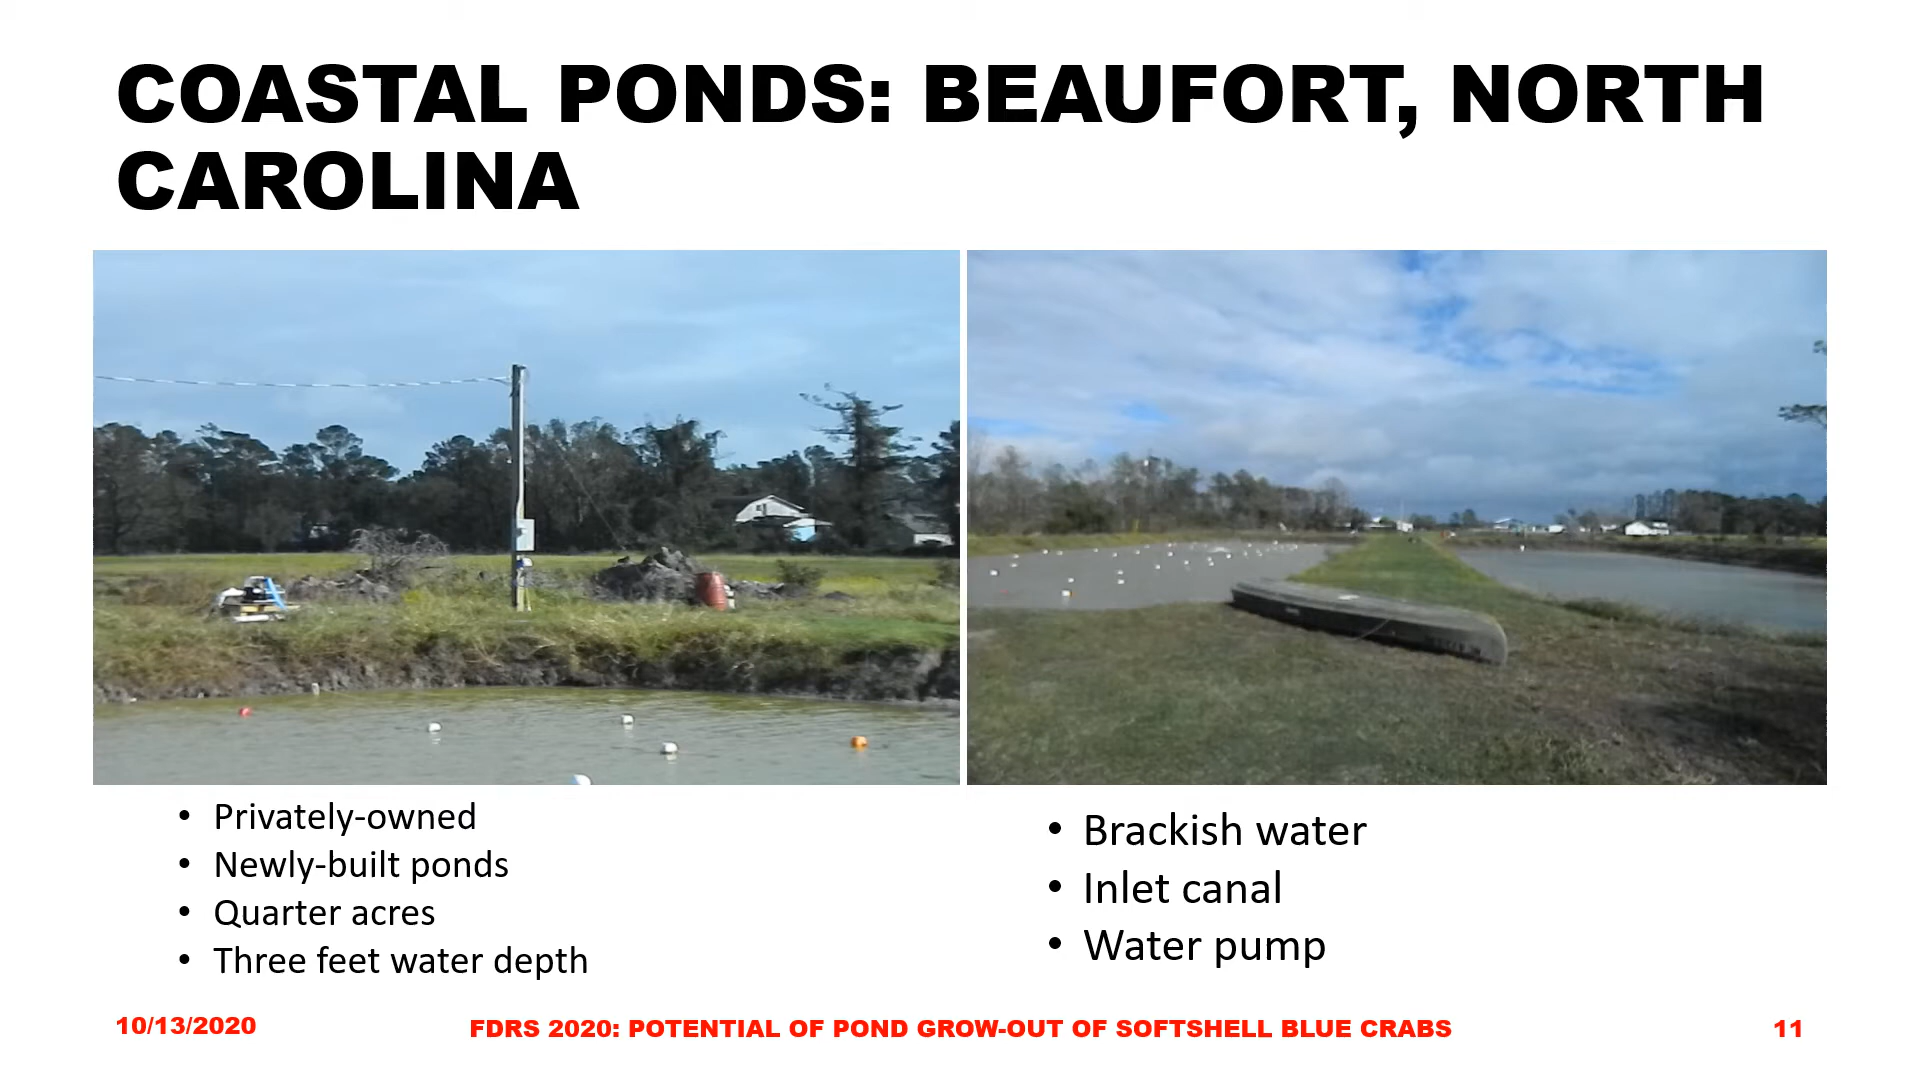 COASTAL PONDS: BEAUFORT, NORTH
CAROLINA
• Privately-owned
• Newly-built ponds
• Quarter acres
• Three feet water depth
• Brackish water
• Inlet canal
• Water pump
10/13/2020
FDRS 2020: POTENTIAL OF POND GROW-OUT OF SOFTSHELL BLUE CRABS
11